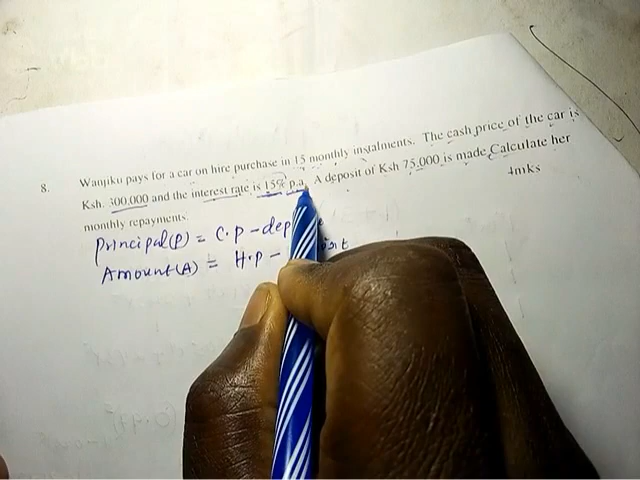 8. Wanjiku pays for a car on hire purchase in 15 monthly instalments. The cash price of the car is
Ksh. 300,000 and the interest rate is 15% p.a. A deposit of Ksh 75,000 is made. Calculate her
monthly repayments. 4mks
Principal(P) = C.p - dep
Amount(A) = H.p -